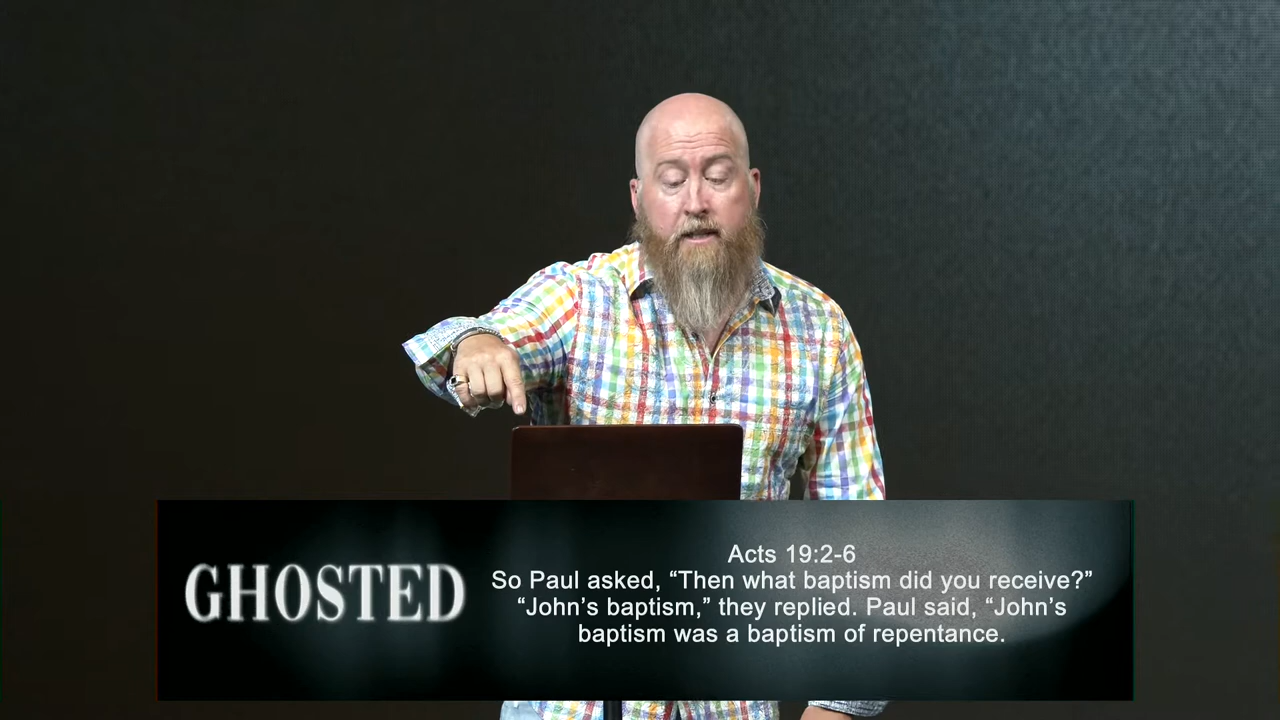 GHOSTED
Acts 19:2-6
So Paul asked, “Then what baptism did you receive?”
“John’s baptism,” they replied. Paul said, “John’s
baptism was a baptism of repentance.